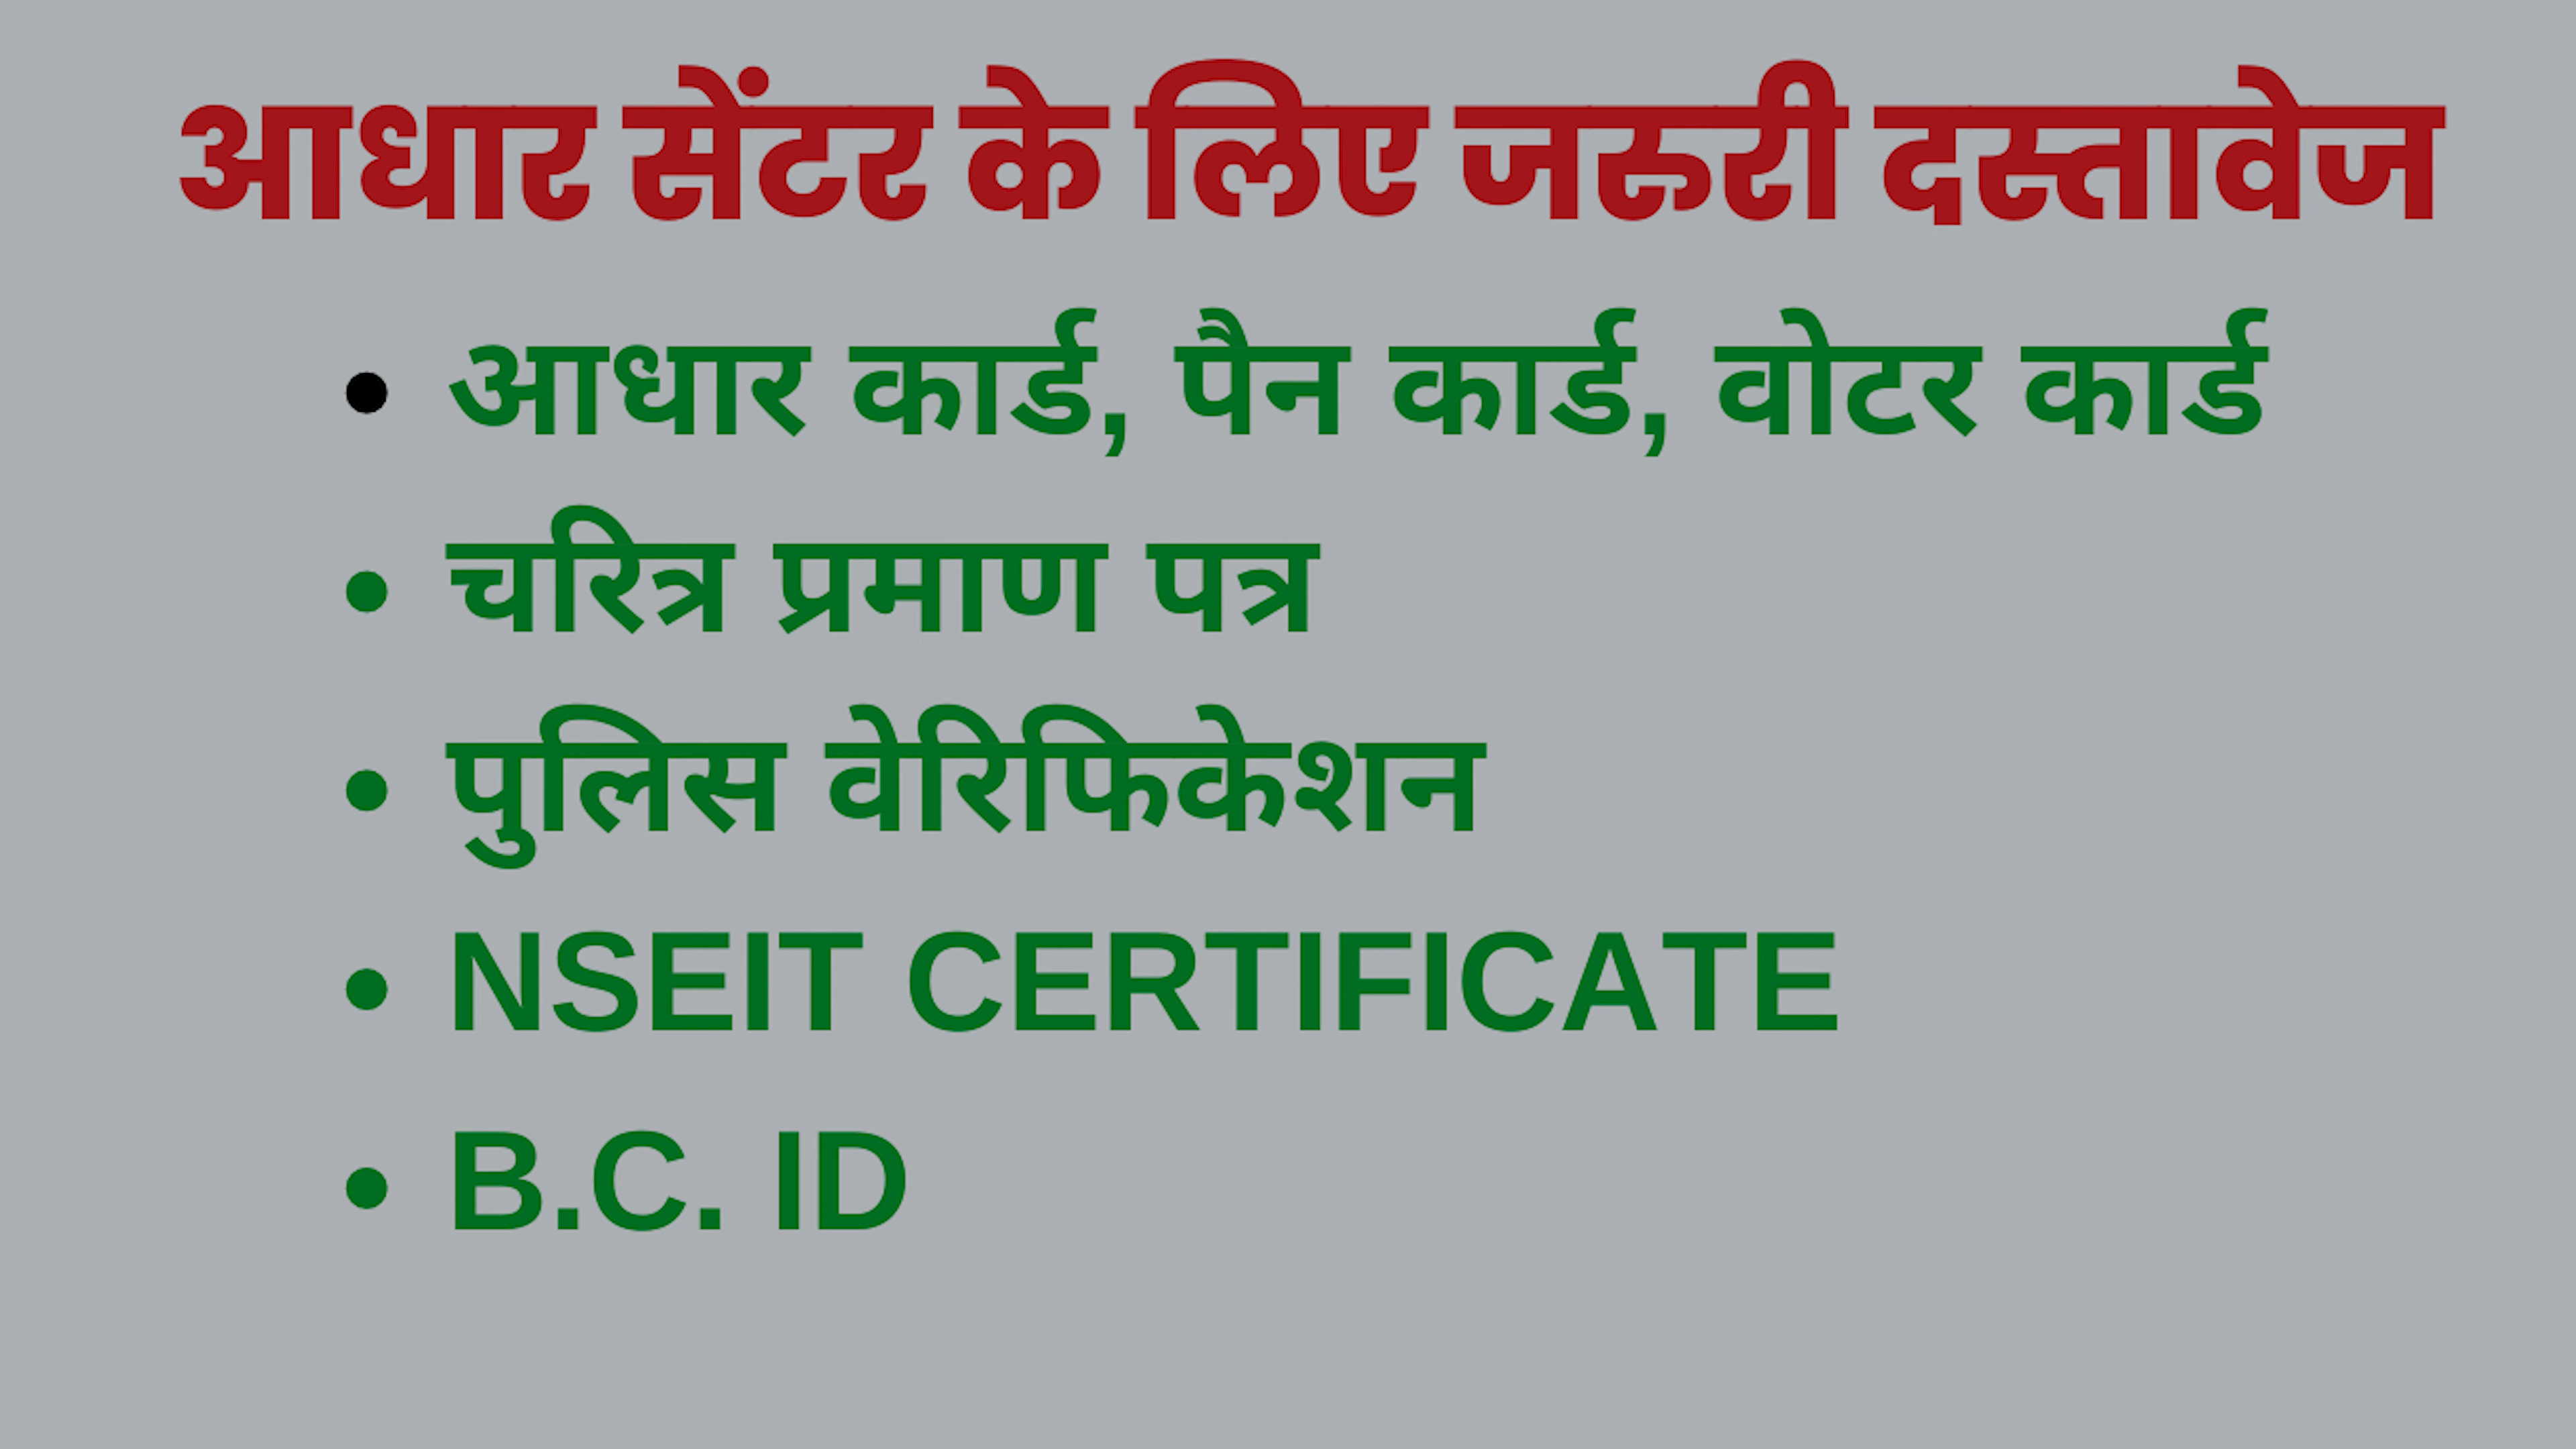 आधार सेंटर के लिए जरुरी दस्तावेज
• आधार कार्ड, पैन कार्ड, वोटर कार्ड
• चरित्र प्रमाण पत्र
• पुलिस वेरिफिकेशन
• NSEIT CERTIFICATE
• B.C. ID